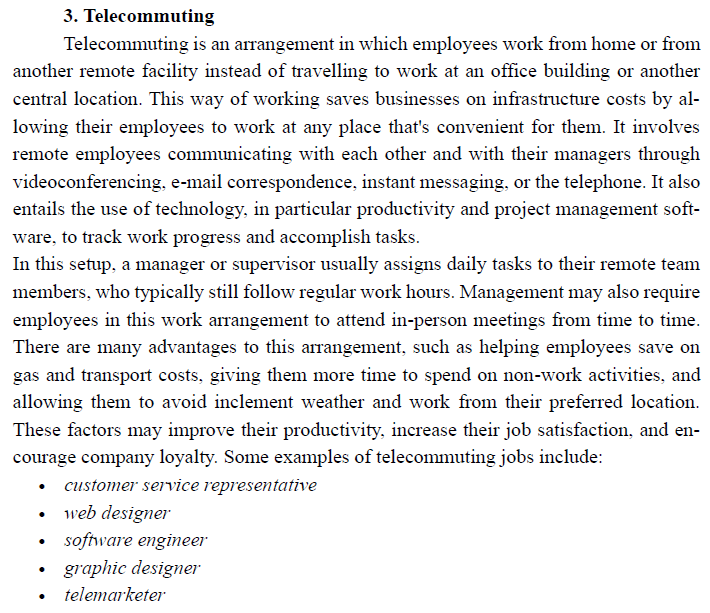 3. Telecommuting
Telecommuting is an arrangement in which employees work from home or from
another remote facility instead of travelling to work at an office building or another
central location. This way of working saves businesses on infrastructure costs by al-
lowing their employees to work at any place that's convenient for them. It involves
remote employees communicating with each other and with their managers through
videoconferencing, e-mail correspondence, instant messaging, or the telephone. It also
entails the use of technology, in particular productivity and project management soft-
ware, to track work progress and accomplish tasks.
In this setup, a manager or supervisor usually assigns daily tasks to their remote team
members, who typically still follow regular work hours. Management may also require
employees in this work arrangement to attend in-person meetings from time to time.
There are many advantages to this arrangement, such as helping employees save on
gas and transport costs, giving them more time to spend on non-work activities, and
allowing them to avoid inclement weather and work from their preferred location.
These factors may improve their productivity, increase their job satisfaction, and en-
courage company loyalty. Some examples of telecommuting jobs include:
• customer service representative
• web designer
• software engineer
• graphic designer
• telemarketer